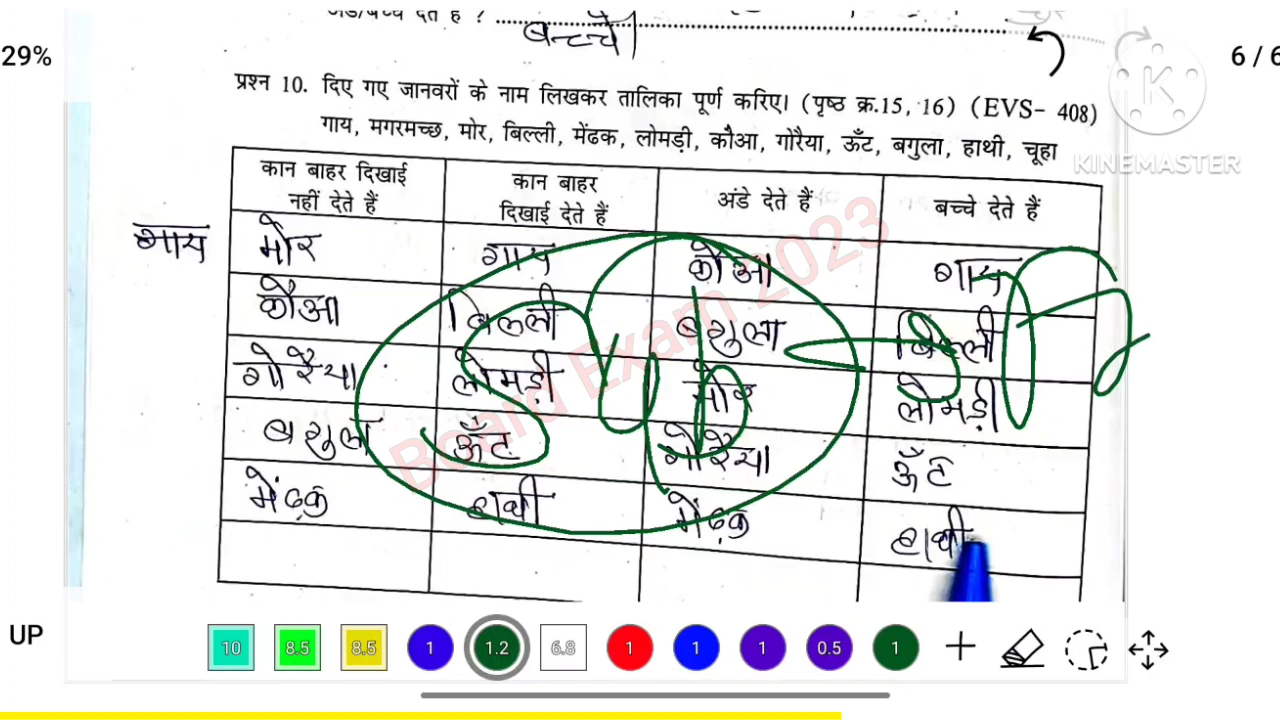 अंडे/बच्चे देते हैं ?
बच्चे
29%
6 / 6
प्रश्न 10. दिए गए जानवरों के नाम लिखकर तालिका पूर्ण करिए। (पृष्ठ क्र.15, 16) (EVS- 408)
गाय, मगरमच्छ, मोर, बिल्ली, मेंढक, लोमड़ी, कौआ, गोरैया, ऊँट, बगुला, हाथी, चूहा
KINEMASTER
कान बाहर दिखाई नहीं देते हैं | कान बाहर दिखाई देते हैं | अंडे देते हैं | बच्चे देते हैं
गाय
मोर | गाय | कौआ | गाय
कौआ | बिल्ली | बगुला | बिल्ली
गोरैया | लोमड़ी | मोर | लोमड़ी
बगुला | ऊँट | गोरैया | ऊँट
मेंढ़क | हाथी | मेंढ़क | हाथी
Board Exam 2023
UP
10 8.5 8.5 1 1.2 6.8 1 1 1 0.5 1